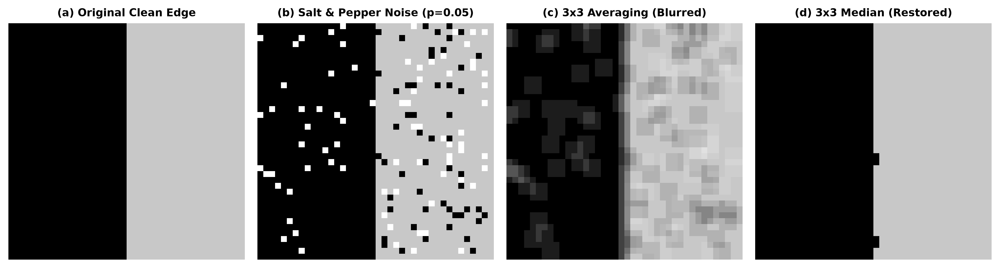 (a) Original Clean Edge
(b) Salt & Pepper Noise (p=0.05)
(c) 3x3 Averaging (Blurred)
(d) 3x3 Median (Restored)